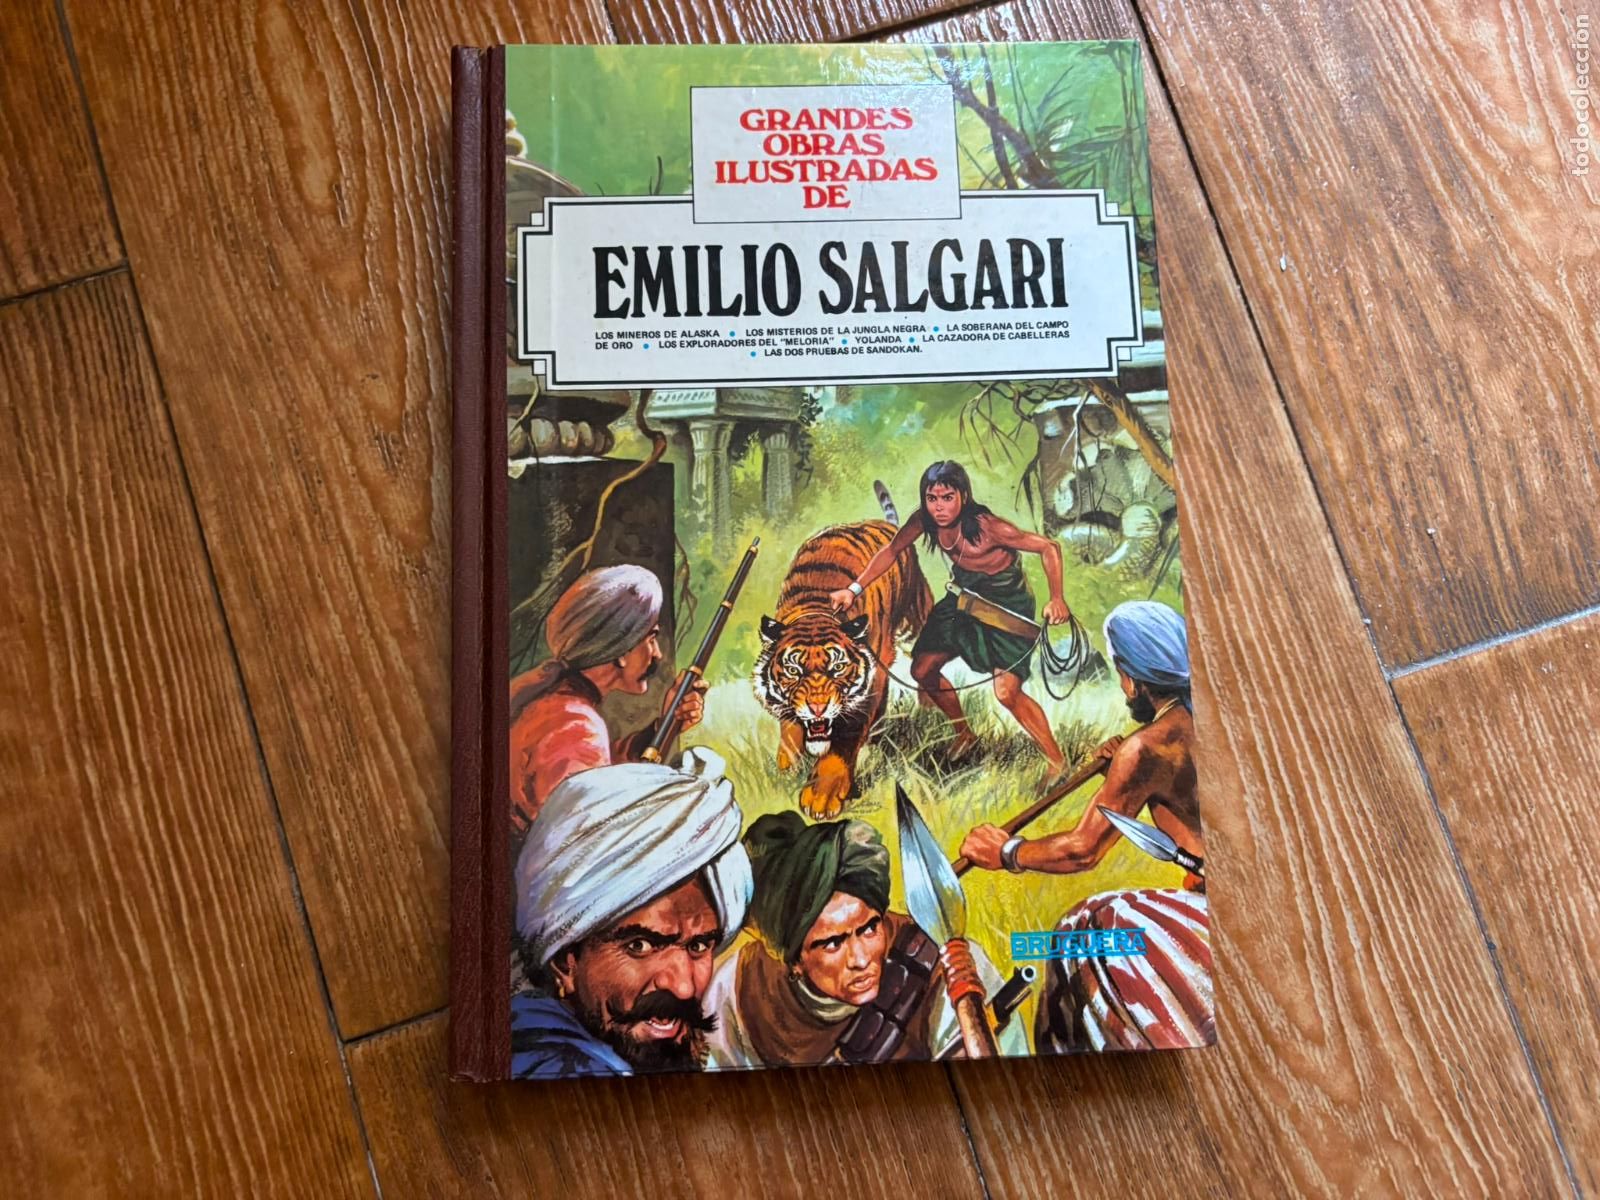 GRANDES
OBRAS
ILUSTRADAS
DE
EMILIO SALGARI
LOS MINEROS DE ALASKA • LOS MISTERIOS DE LA JUNGLA NEGRA • LA SOBERANA DEL CAMPO
DE ORO • LOS EXPLORADORES DEL "MELORIA" • YOLANDA • LA CAZADORA DE CABELLERAS
• LAS DOS PRUEBAS DE SANDOKAN.
BRUGUERA
todocoleccion